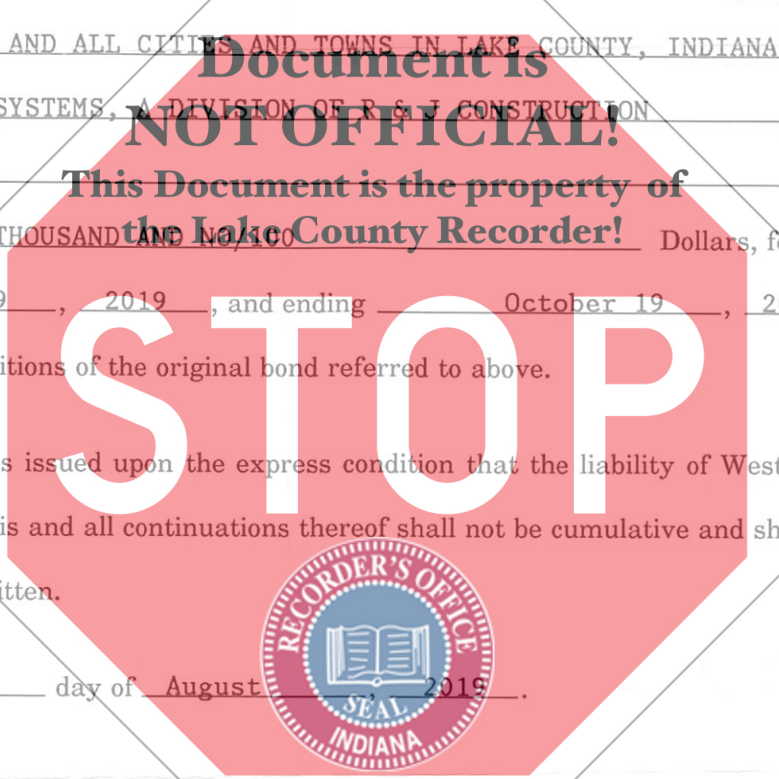 AND ALL CITIES AND TOWNS IN LAKE COUNTY, INDIANA
Document is
SYSTEMS, A DIVISION OF R & J CONSTRUCTION
NOT OFFICIAL!
This Document is the property of
the Lake County Recorder!
THOUSAND AND NO/100 Dollars, f
9, 2019, and ending October 19, 2
itions of the original bond referred to above.
STOP
s issued upon the express condition that the liability of West
is and all continuations thereof shall not be cumulative and sh
itten.
day of August, 2019.
RECORDER'S OFFICE
SEAL
INDIANA